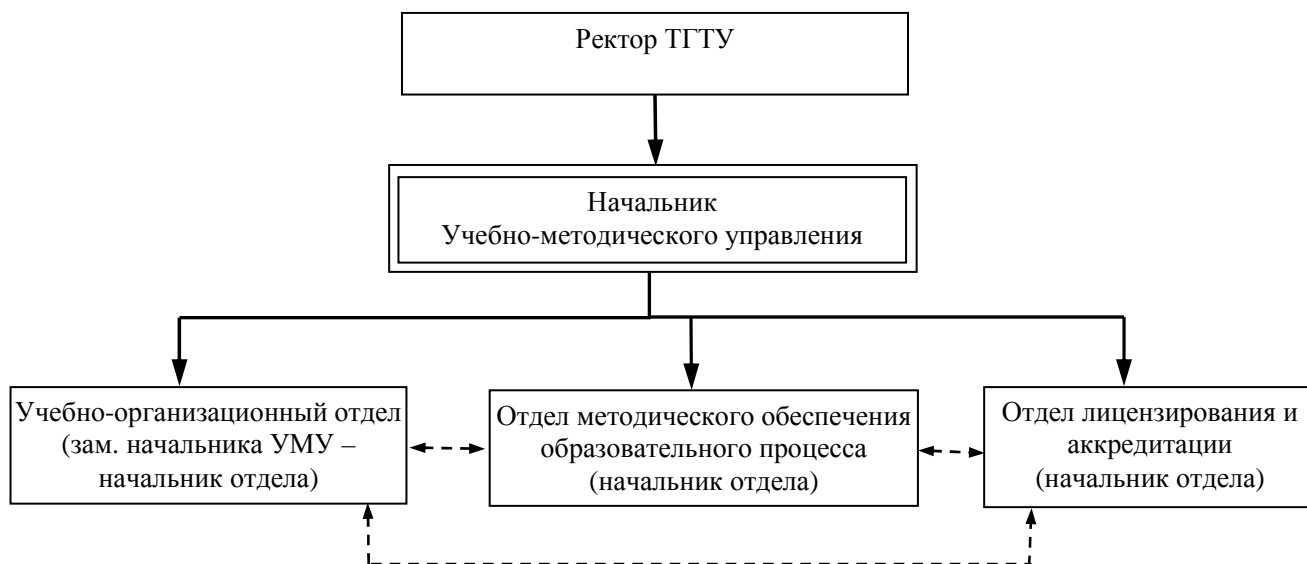 Ректор ТГТУ
Начальник
Учебно-методического управления
Учебно-организационный отдел
(зам. начальника УМУ –
начальник отдела)
Отдел методического обеспечения
образовательного процесса
(начальник отдела)
Отдел лицензирования и
аккредитации
(начальник отдела)